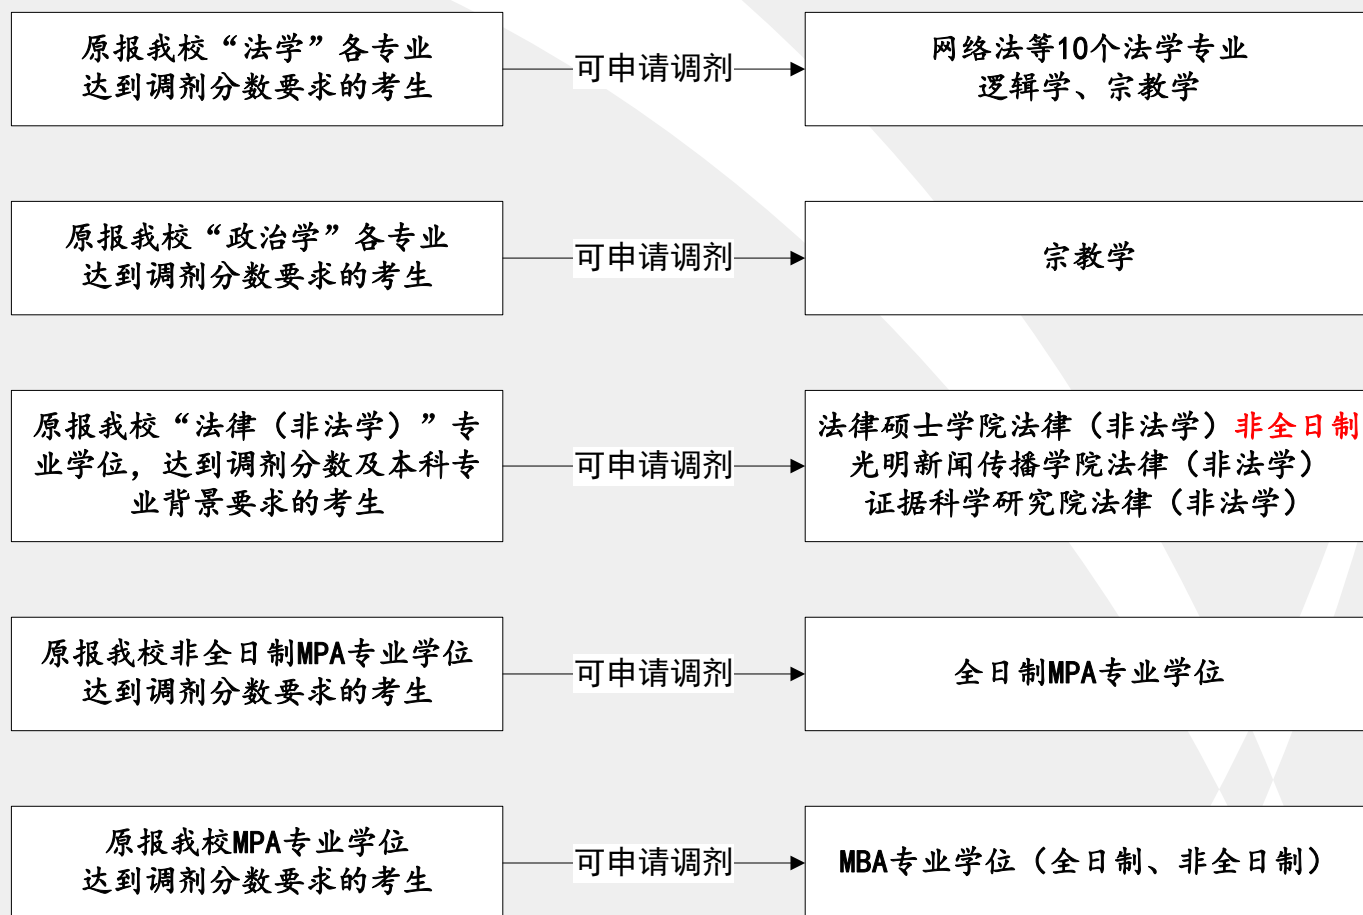 原报我校“法学”各专业
达到调剂分数要求的考生
可申请调剂
网络法等10个法学专业
逻辑学、宗教学
原报我校“政治学”各专业
达到调剂分数要求的考生
可申请调剂
宗教学
原报我校“法律（非法学）”专
业学位，达到调剂分数及本科专
业背景要求的考生
可申请调剂
法律硕士学院法律（非法学）非全日制
光明新闻传播学院法律（非法学）
证据科学研究院法律（非法学）
原报我校非全日制MPA专业学位
达到调剂分数要求的考生
可申请调剂
全日制MPA专业学位
原报我校MPA专业学位
达到调剂分数要求的考生
可申请调剂
MBA专业学位（全日制、非全日制）